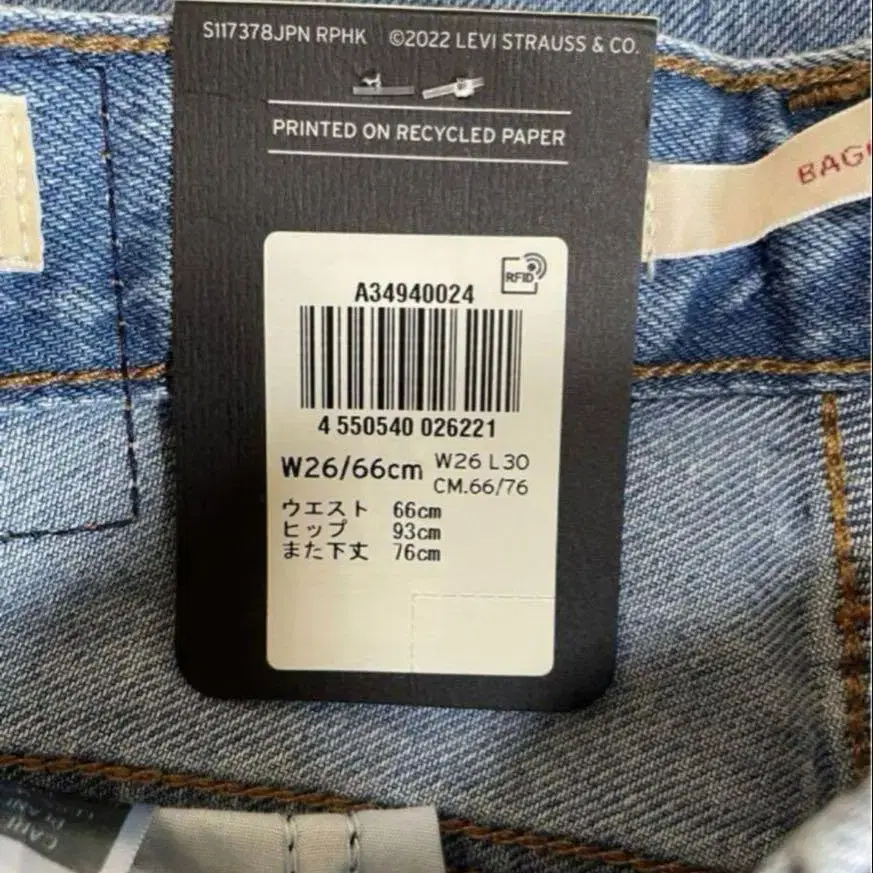 S117378JPN RPHK ©2022 LEVI STRAUSS & CO.
PRINTED ON RECYCLED PAPER
RFID
A34940024
4 550540 026221
W26/66cm
W26 L30
CM.66/76
ウエスト 66cm
ヒップ 93cm
また下丈 76cm